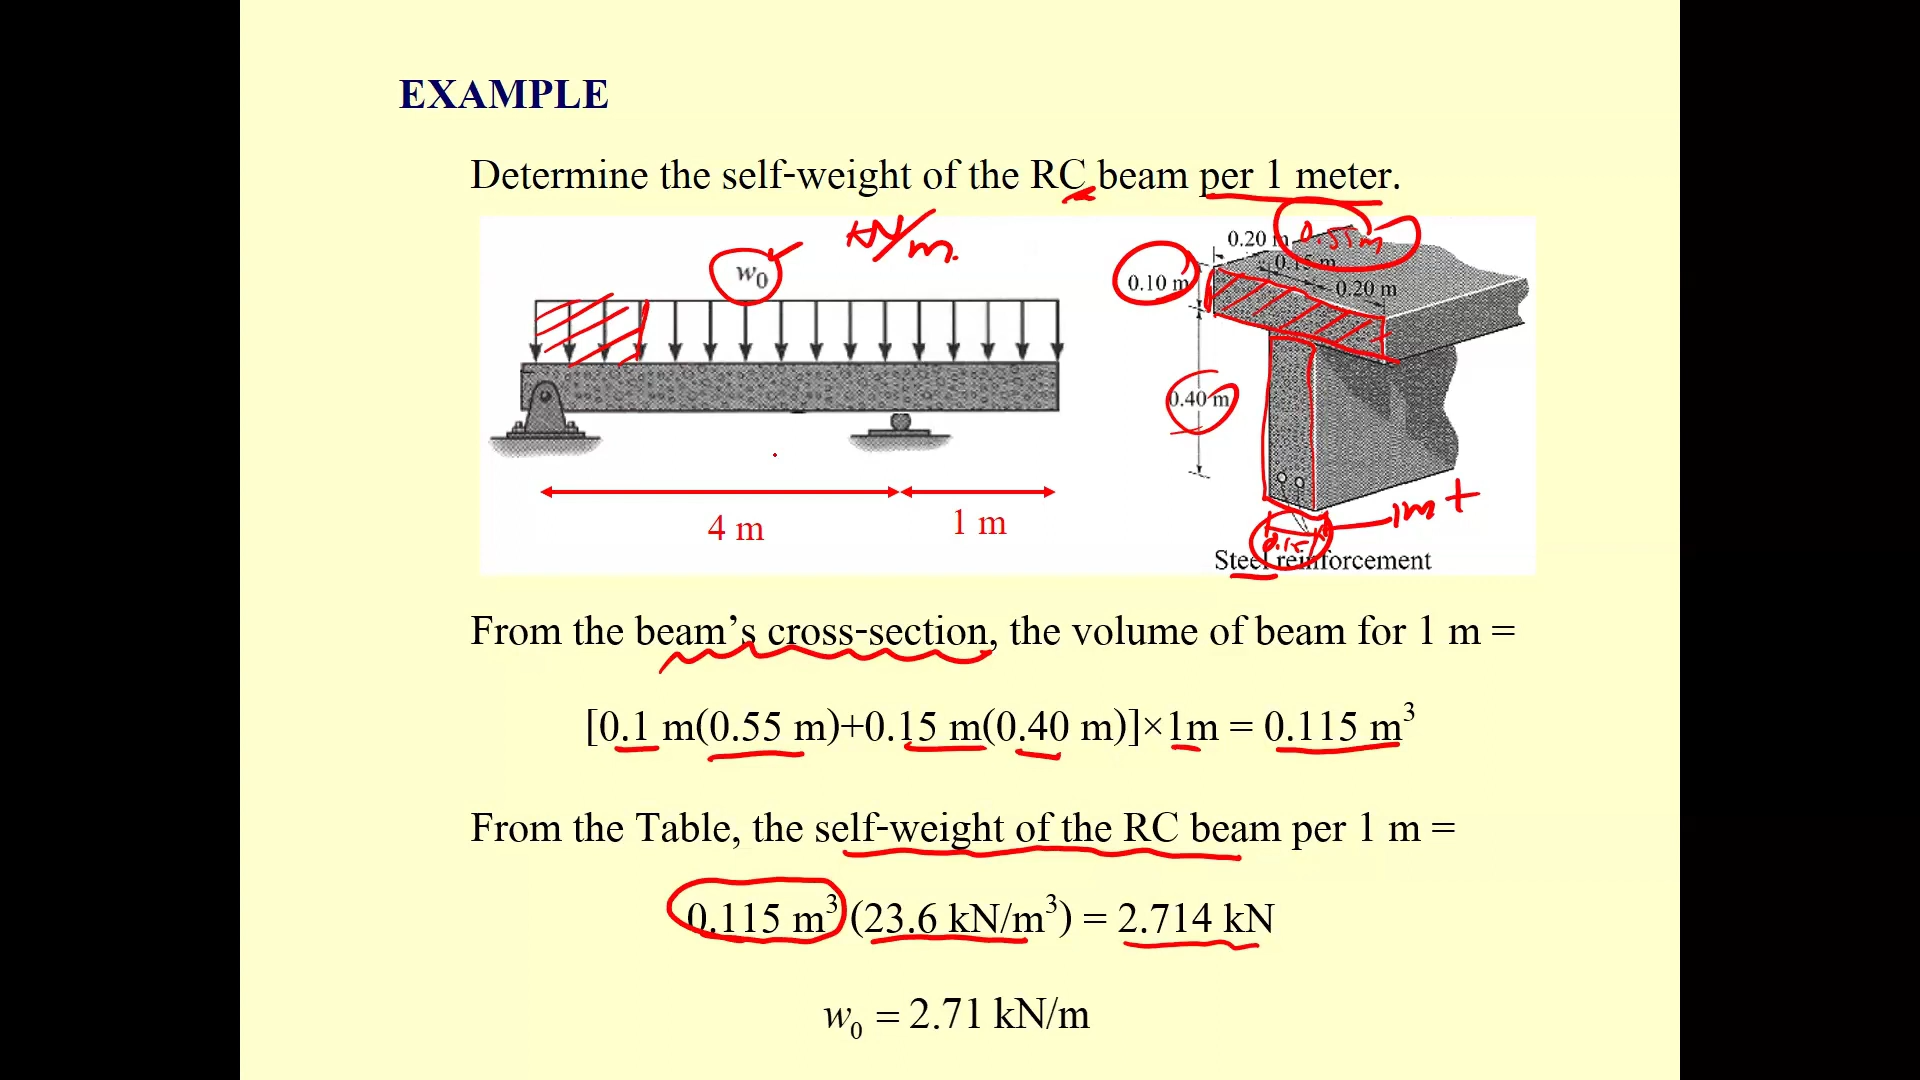 EXAMPLE
Determine the self-weight of the RC beam per 1 meter.
w₀
kN/m.
4 m
1 m
0.20 m
0.55m
0.15 m
0.10 m
0.20 m
0.40 m
1m +
0.15
Steel reinforcement
From the beam’s cross-section, the volume of beam for 1 m =
[0.1 m(0.55 m)+0.15 m(0.40 m)]×1m = 0.115 m³
From the Table, the self-weight of the RC beam per 1 m =
0.115 m³ (23.6 kN/m³) = 2.714 kN
w₀ = 2.71 kN/m